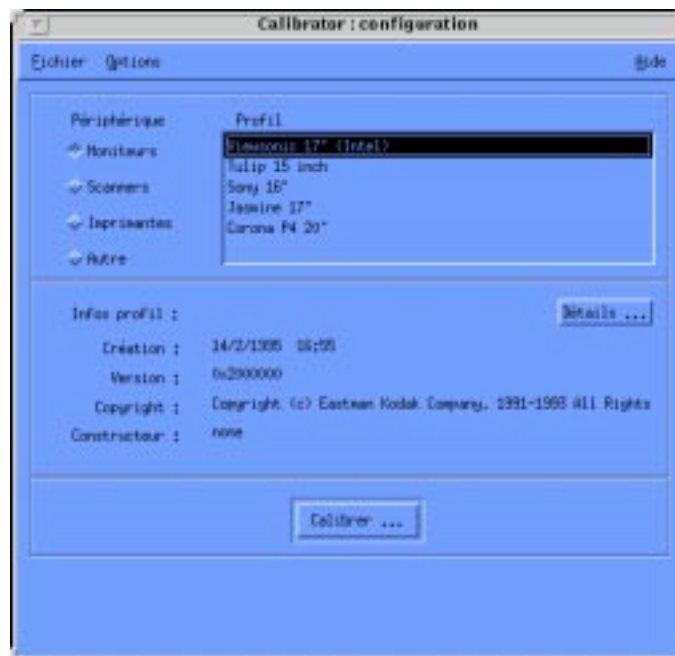 Calibrator : configuration
Fichier Options Aide
Périphérique Profil
Moniteurs
Viewsonic 17" (Intel)
Tulip 15 inch
Scanners
Sony 16"
Jasmine 17"
Imprimantes
Corona P4 20"
Autre
Infos profil :
Détails ...
Création : 14/2/1995 16:55
Version : 0x2000000
Copyright : Copyright (c) Eastman Kodak Company, 1991-1993 All Rights
Constructeur : none
Calibrer ...